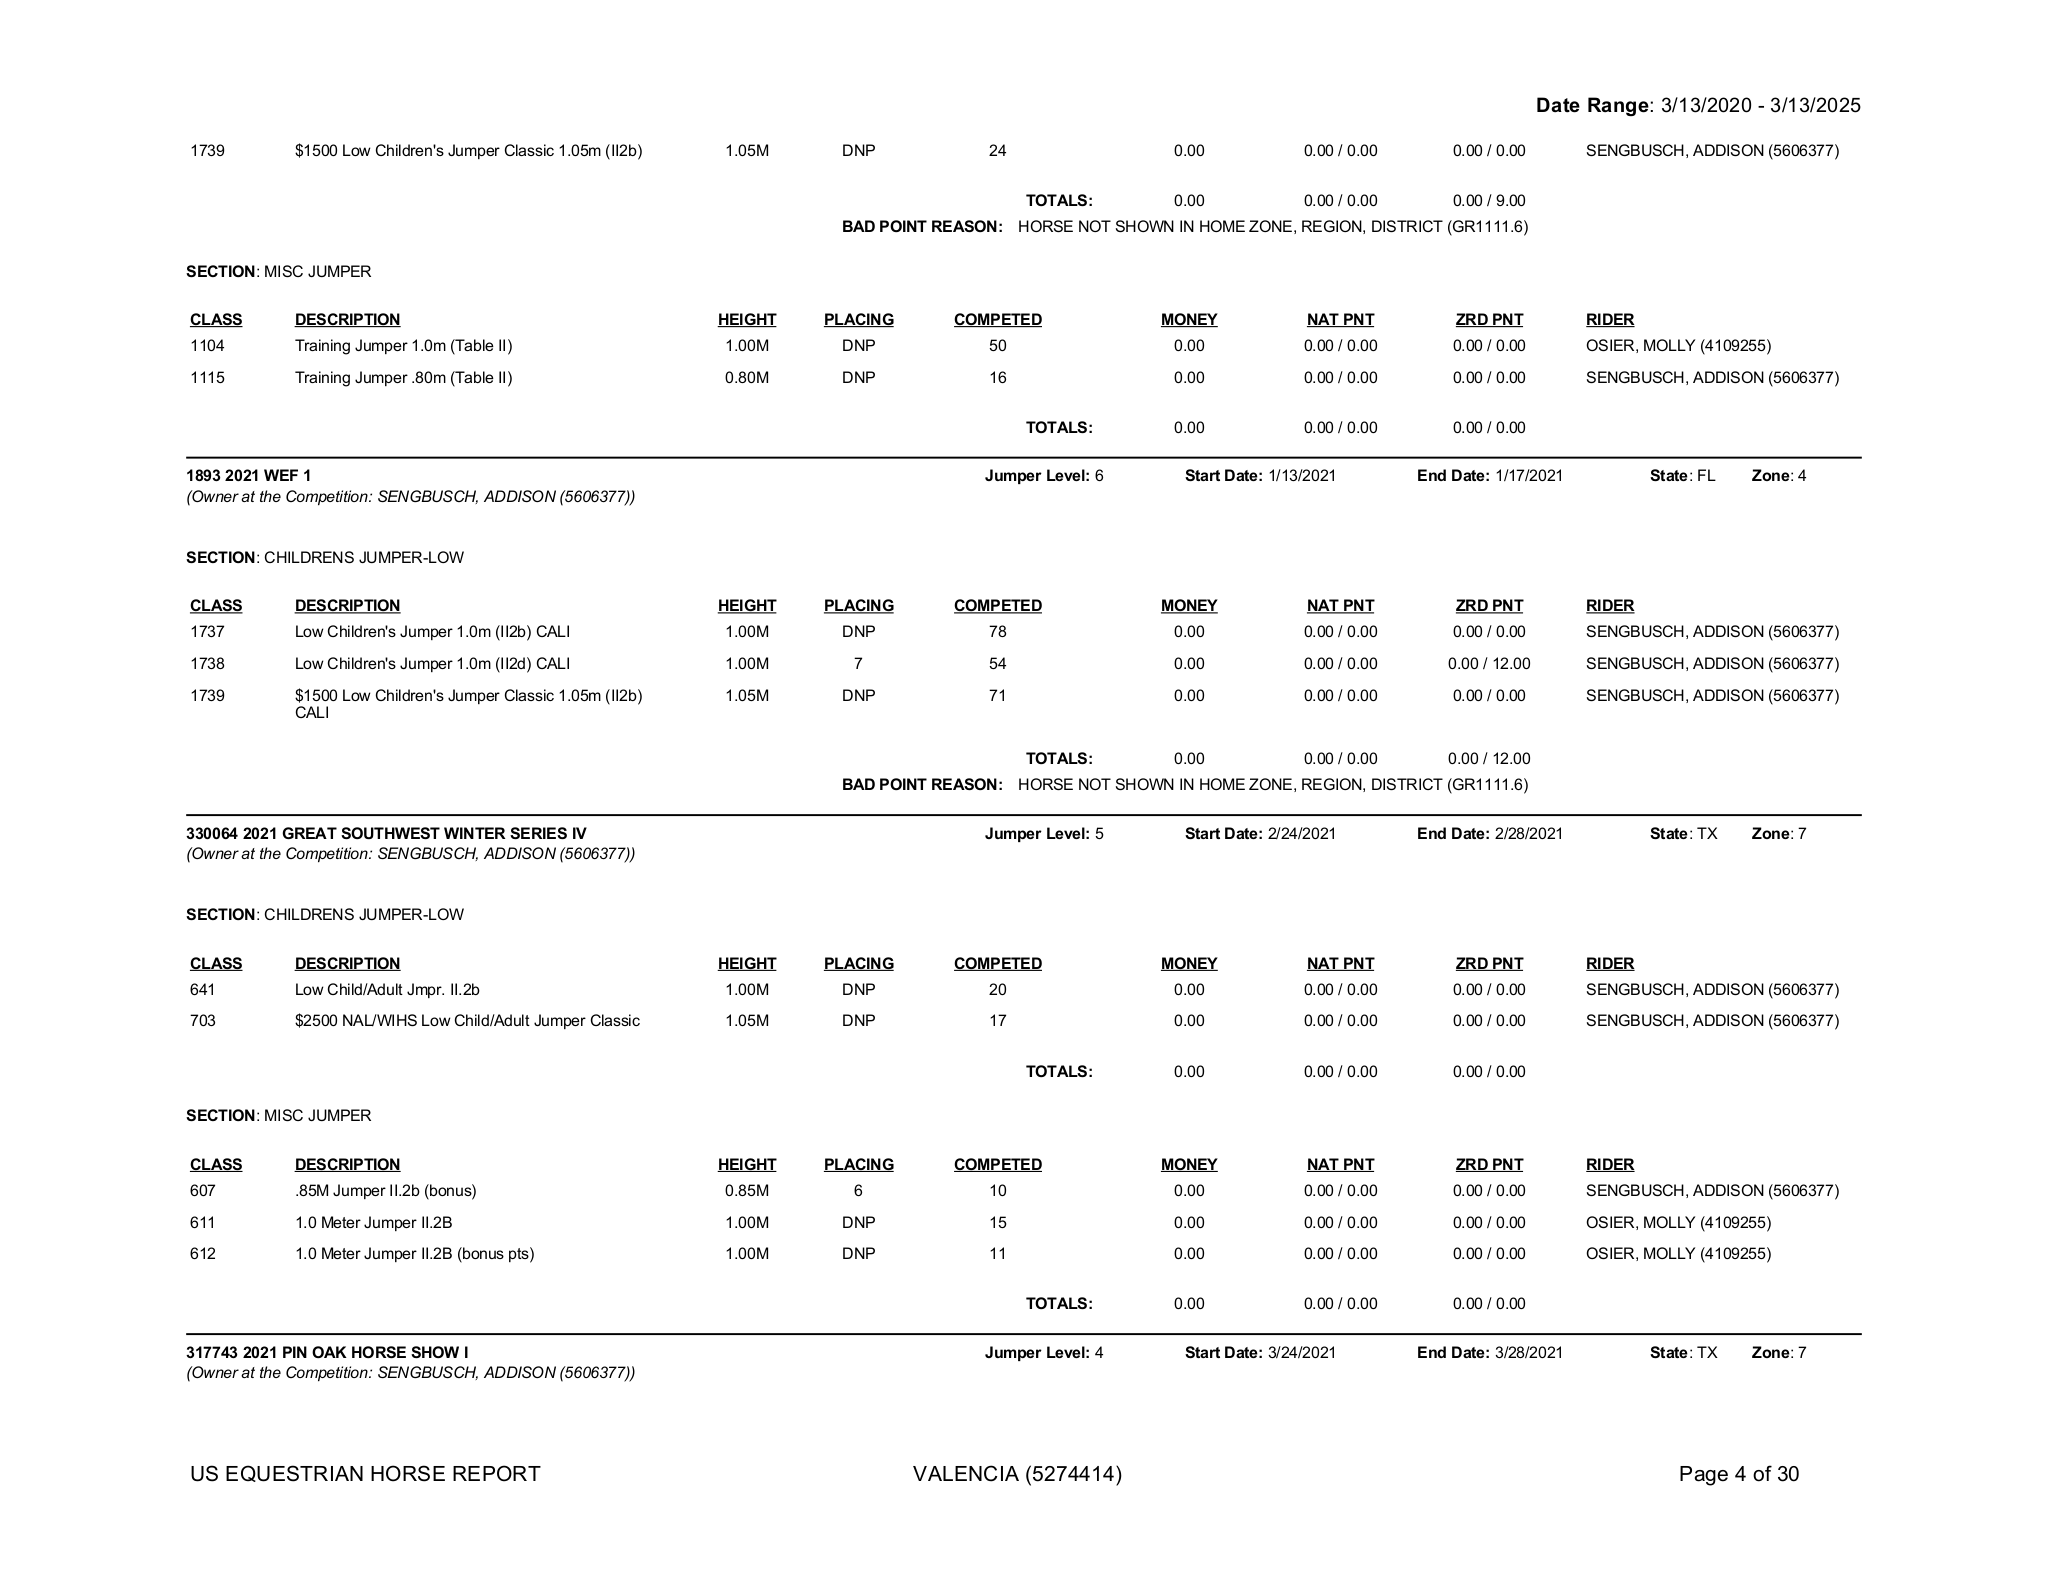 Date Range: 3/13/2020 - 3/13/2025
1739 $1500 Low Children's Jumper Classic 1.05m (II2b) 1.05M DNP 24 0.00 0.00 / 0.00 0.00 / 0.00 SENGBUSCH, ADDISON (5606377)
TOTALS: 0.00 0.00 / 0.00 0.00 / 9.00
BAD POINT REASON: HORSE NOT SHOWN IN HOME ZONE, REGION, DISTRICT (GR1111.6)
SECTION: MISC JUMPER
CLASS DESCRIPTION HEIGHT PLACING COMPETED MONEY NAT PNT ZRD PNT RIDER
1104 Training Jumper 1.0m (Table II) 1.00M DNP 50 0.00 0.00 / 0.00 0.00 / 0.00 OSIER, MOLLY (4109255)
1115 Training Jumper .80m (Table II) 0.80M DNP 16 0.00 0.00 / 0.00 0.00 / 0.00 SENGBUSCH, ADDISON (5606377)
TOTALS: 0.00 0.00 / 0.00 0.00 / 0.00
1893 2021 WEF 1 Jumper Level: 6 Start Date: 1/13/2021 End Date: 1/17/2021 State: FL Zone: 4
(Owner at the Competition: SENGBUSCH, ADDISON (5606377))
SECTION: CHILDRENS JUMPER-LOW
CLASS DESCRIPTION HEIGHT PLACING COMPETED MONEY NAT PNT ZRD PNT RIDER
1737 Low Children's Jumper 1.0m (II2b) CALI 1.00M DNP 78 0.00 0.00 / 0.00 0.00 / 0.00 SENGBUSCH, ADDISON (5606377)
1738 Low Children's Jumper 1.0m (II2d) CALI 1.00M 7 54 0.00 0.00 / 0.00 0.00 / 12.00 SENGBUSCH, ADDISON (5606377)
1739 $1500 Low Children's Jumper Classic 1.05m (II2b) 1.05M DNP 71 0.00 0.00 / 0.00 0.00 / 0.00 SENGBUSCH, ADDISON (5606377)
CALI
TOTALS: 0.00 0.00 / 0.00 0.00 / 12.00
BAD POINT REASON: HORSE NOT SHOWN IN HOME ZONE, REGION, DISTRICT (GR1111.6)
330064 2021 GREAT SOUTHWEST WINTER SERIES IV Jumper Level: 5 Start Date: 2/24/2021 End Date: 2/28/2021 State: TX Zone: 7
(Owner at the Competition: SENGBUSCH, ADDISON (5606377))
SECTION: CHILDRENS JUMPER-LOW
CLASS DESCRIPTION HEIGHT PLACING COMPETED MONEY NAT PNT ZRD PNT RIDER
641 Low Child/Adult Jmpr. II.2b 1.00M DNP 20 0.00 0.00 / 0.00 0.00 / 0.00 SENGBUSCH, ADDISON (5606377)
703 $2500 NAL/WIHS Low Child/Adult Jumper Classic 1.05M DNP 17 0.00 0.00 / 0.00 0.00 / 0.00 SENGBUSCH, ADDISON (5606377)
TOTALS: 0.00 0.00 / 0.00 0.00 / 0.00
SECTION: MISC JUMPER
CLASS DESCRIPTION HEIGHT PLACING COMPETED MONEY NAT PNT ZRD PNT RIDER
607 .85M Jumper II.2b (bonus) 0.85M 6 10 0.00 0.00 / 0.00 0.00 / 0.00 SENGBUSCH, ADDISON (5606377)
611 1.0 Meter Jumper II.2B 1.00M DNP 15 0.00 0.00 / 0.00 0.00 / 0.00 OSIER, MOLLY (4109255)
612 1.0 Meter Jumper II.2B (bonus pts) 1.00M DNP 11 0.00 0.00 / 0.00 0.00 / 0.00 OSIER, MOLLY (4109255)
TOTALS: 0.00 0.00 / 0.00 0.00 / 0.00
317743 2021 PIN OAK HORSE SHOW I Jumper Level: 4 Start Date: 3/24/2021 End Date: 3/28/2021 State: TX Zone: 7
(Owner at the Competition: SENGBUSCH, ADDISON (5606377))
US EQUESTRIAN HORSE REPORT VALENCIA (5274414) Page 4 of 30